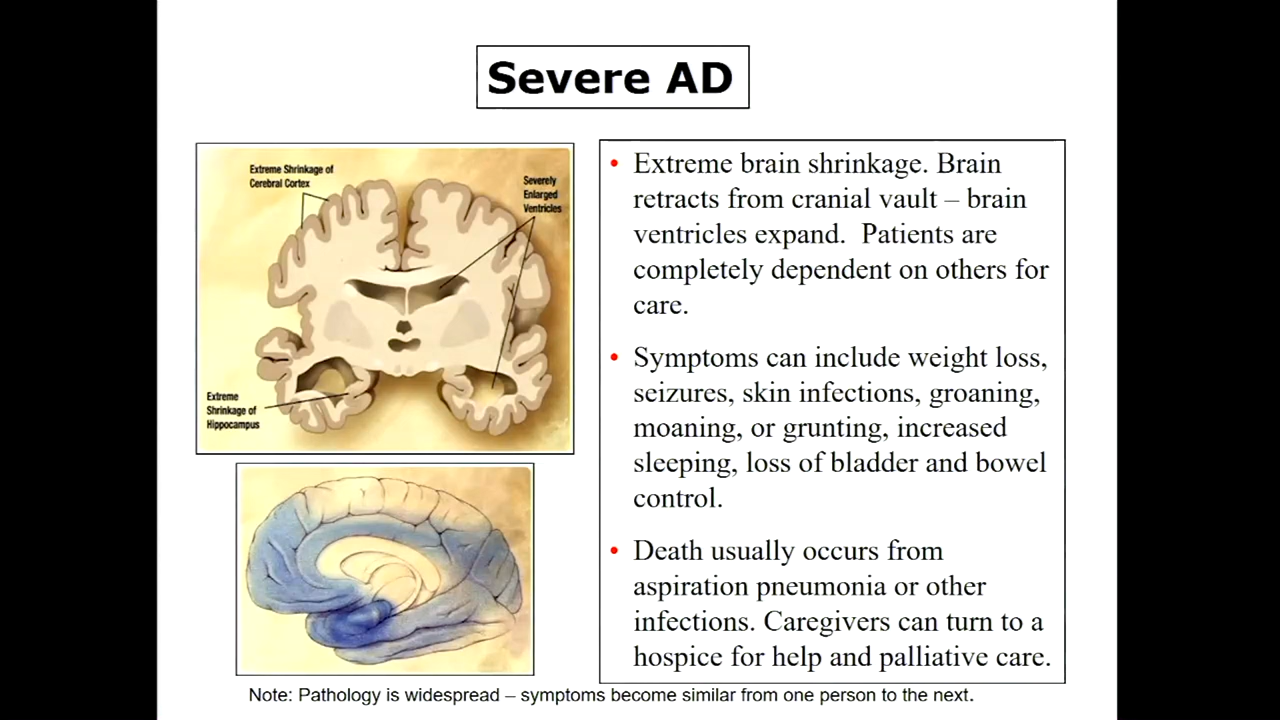 Severe AD
Extreme Shrinkage of
Cerebral Cortex
Severely
Enlarged
Ventricles
Extreme
Shrinkage of
Hippocampus
• Extreme brain shrinkage. Brain
retracts from cranial vault – brain
ventricles expand.  Patients are
completely dependent on others for
care.
• Symptoms can include weight loss,
seizures, skin infections, groaning,
moaning, or grunting, increased
sleeping, loss of bladder and bowel
control.
• Death usually occurs from
aspiration pneumonia or other
infections. Caregivers can turn to a
hospice for help and palliative care.
Note: Pathology is widespread – symptoms become similar from one person to the next.